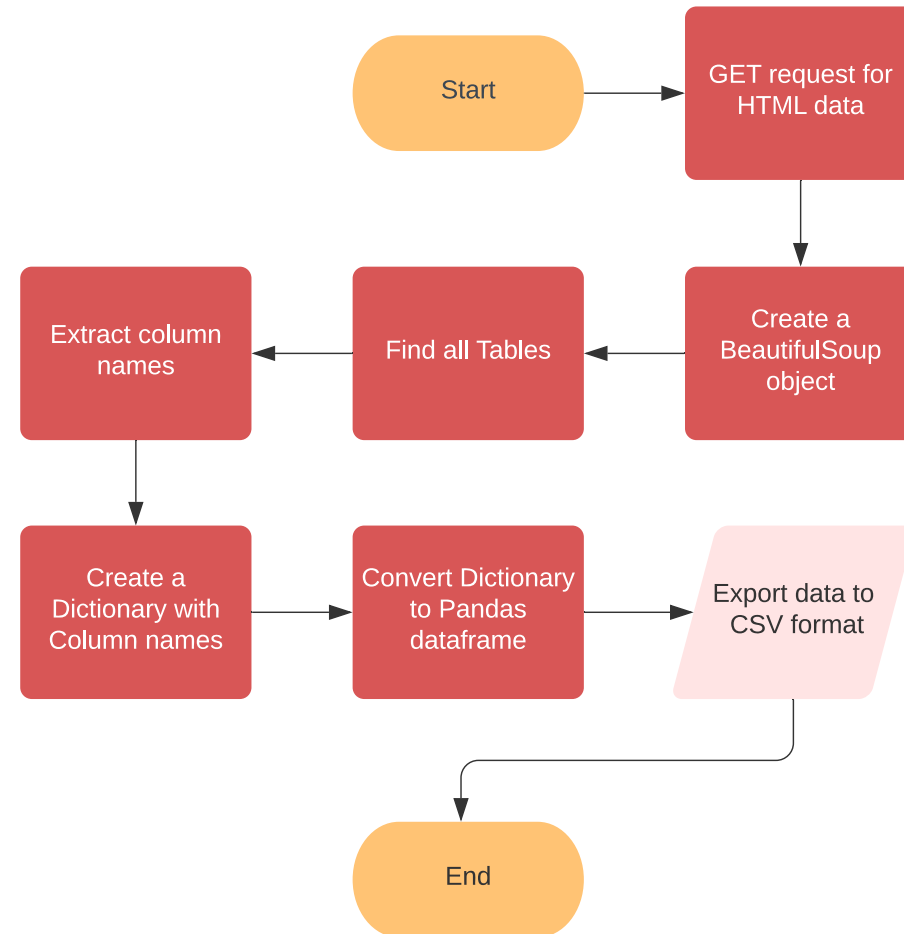 Start
GET request for
HTML data
Create a
BeautifulSoup
object
Find all Tables
Extract column
names
Create a
Dictionary with
Column names
Convert Dictionary
to Pandas
dataframe
Export data to
CSV format
End